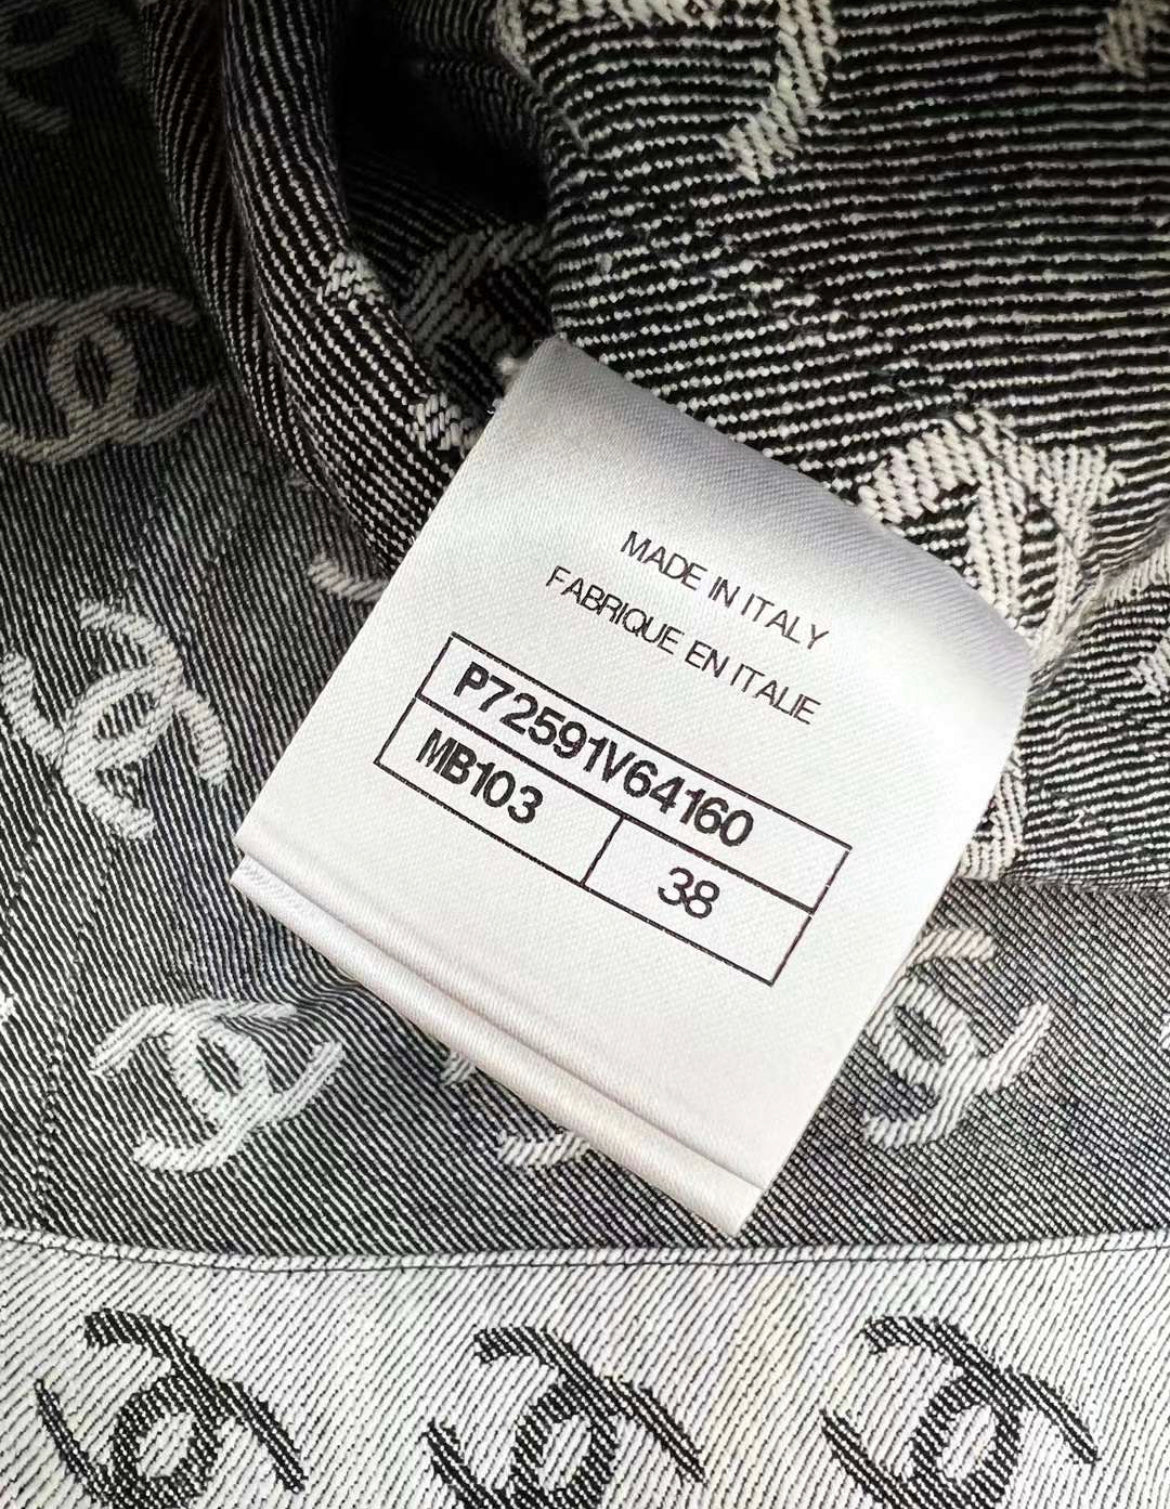 MADE IN ITALY
FABRIQUE EN ITALIE
P72591V64160
MB103
38